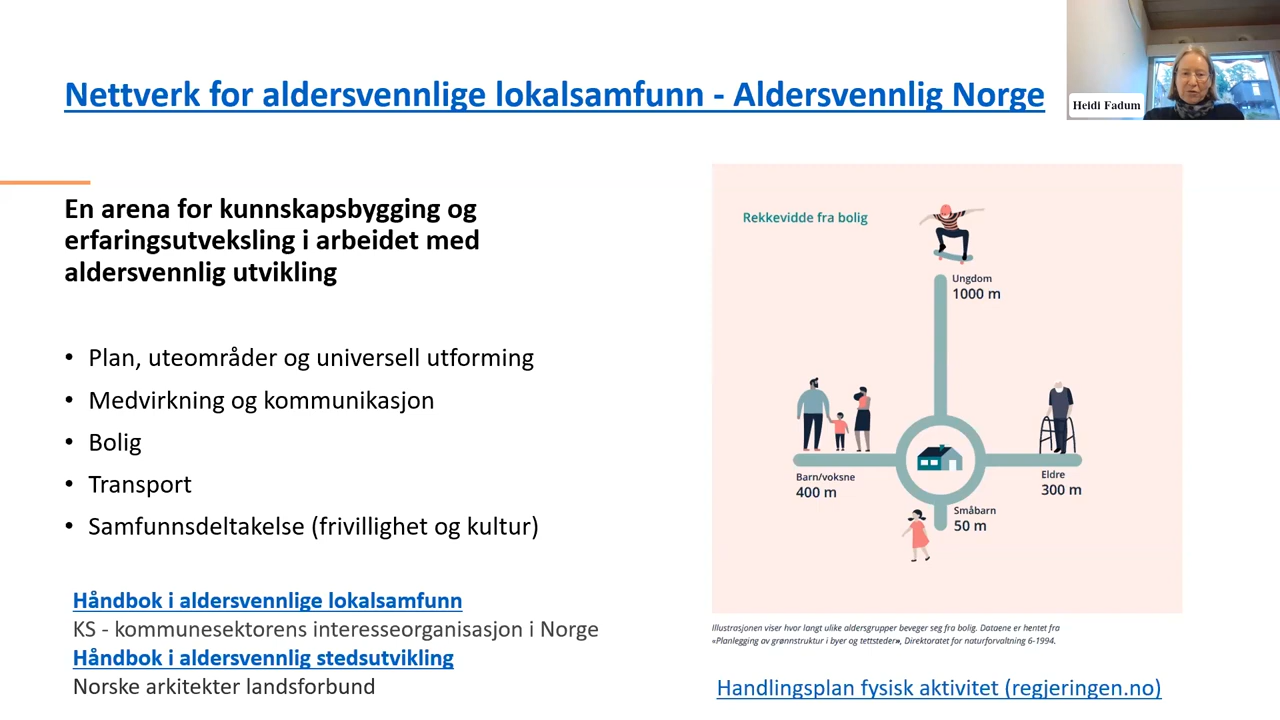 Nettverk for aldersvennlige lokalsamfunn - Aldersvennlig Norge
Heidi Fadum
En arena for kunnskapsbygging og
erfaringsutveksling i arbeidet med
aldersvennlig utvikling
• Plan, uteområder og universell utforming
• Medvirkning og kommunikasjon
• Bolig
• Transport
• Samfunnsdeltakelse (frivillighet og kultur)
Håndbok i aldersvennlige lokalsamfunn
KS - kommunesektorens interesseorganisasjon i Norge
Håndbok i aldersvennlig stedsutvikling
Norske arkitekter landsforbund
Rekkevidde fra bolig
Ungdom
1000 m
Barn/voksne
400 m
Eldre
300 m
Småbarn
50 m
Illustrasjonen viser hvor langt ulike aldersgrupper beveger seg fra bolig. Dataene er hentet fra
«Planlegging av grønnstruktur i byer og tettsteder», Direktoratet for naturforvaltning 6-1994.
Handlingsplan fysisk aktivitet (regjeringen.no)